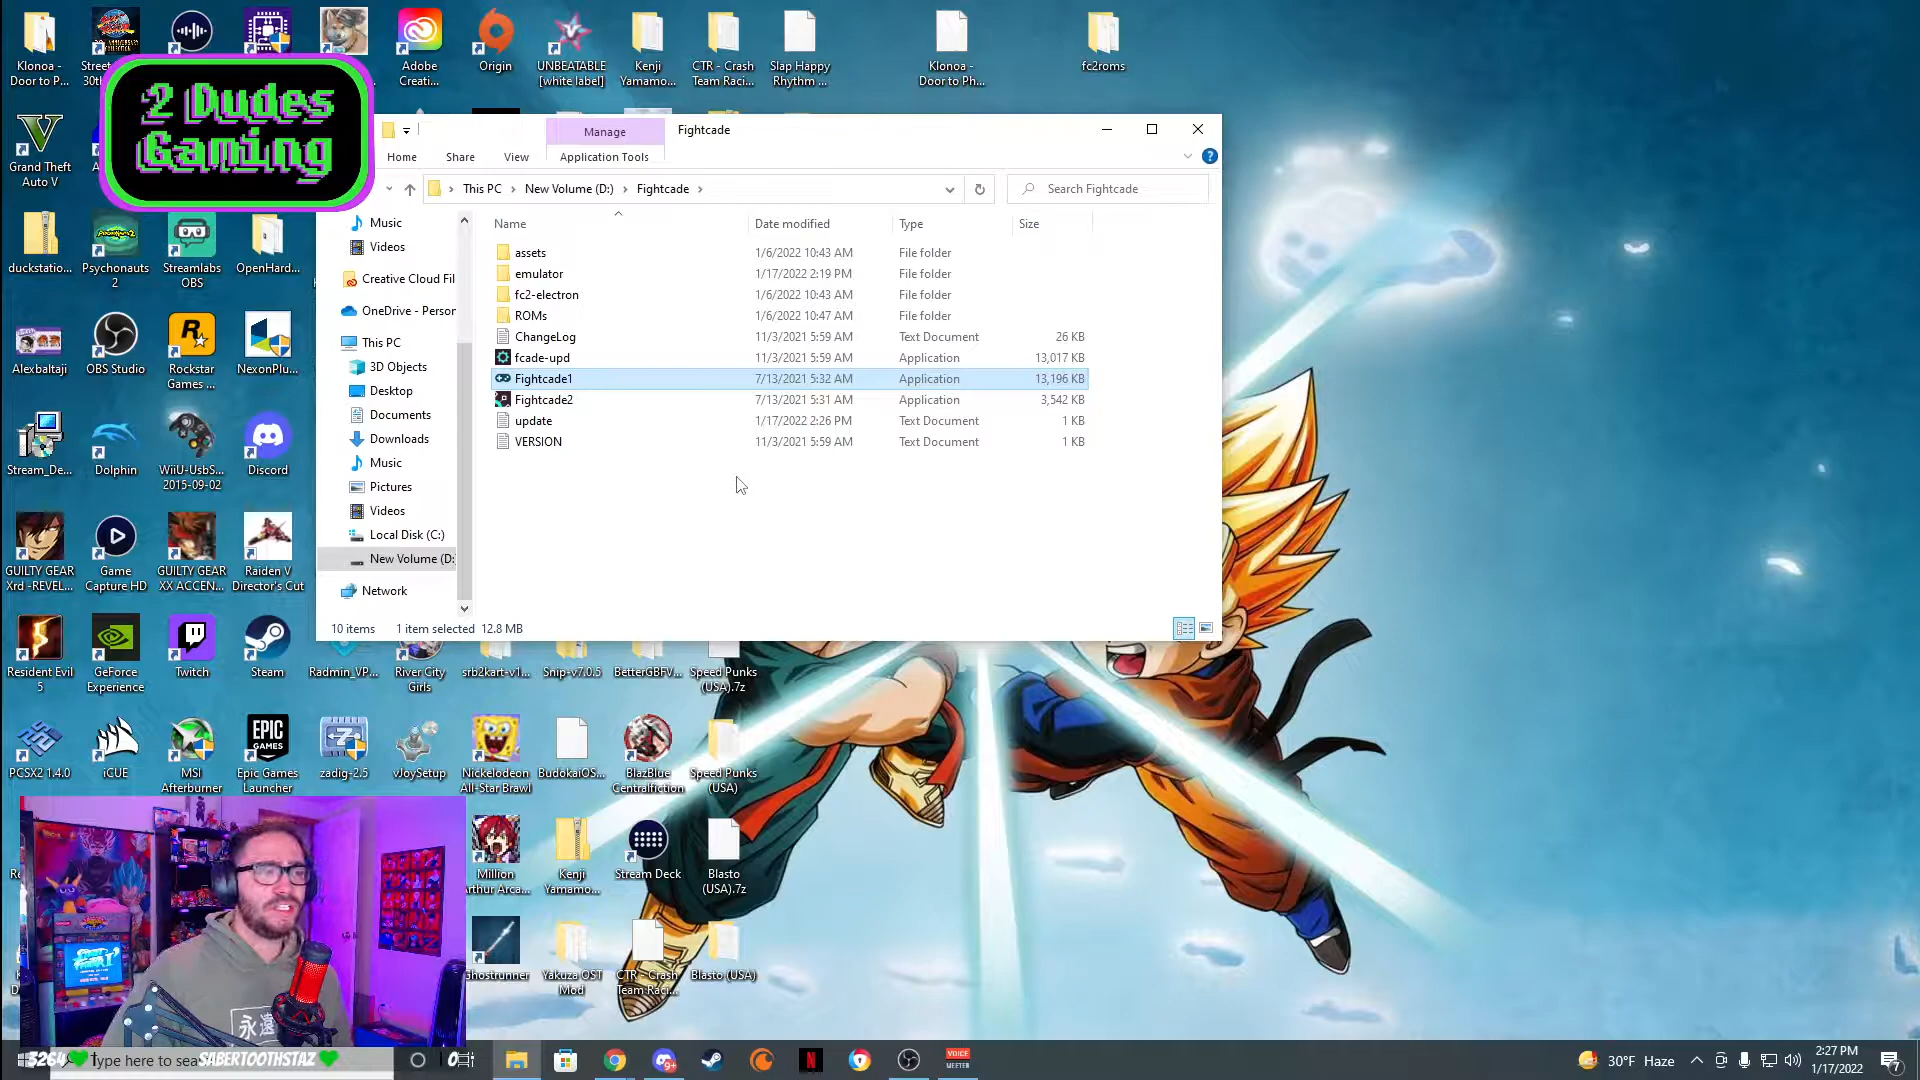 Klonoa -
Door to P...
Street...
30th...
Adobe
Creati...
Origin
UNBEATABLE
[white label]
Kenji
Yamamo...
CTR - Crash
Team Raci...
Slap Happy
Rhythm ...
Klonoa -
Door to Ph...
fc2roms
2 Dudes
Gaming
Manage
Fightcade
Home
Share
View
Application Tools
This PC
New Volume (D:)
Fightcade
Search Fightcade
Grand Theft
Auto V
Name
Date modified
Type
Size
assets 1/6/2022 10:43 AM File folder
emulator 1/17/2022 2:19 PM File folder
fc2-electron 1/6/2022 10:43 AM File folder
ROMs 1/6/2022 10:47 AM File folder
ChangeLog 11/3/2021 5:59 AM Text Document 26 KB
fcade-upd 11/3/2021 5:59 AM Application 13,017 KB
Fightcade1 7/13/2021 5:32 AM Application 13,196 KB
Fightcade2 7/13/2021 5:31 AM Application 3,542 KB
update 1/17/2022 2:26 PM Text Document 1 KB
VERSION 11/3/2021 5:59 AM Text Document 1 KB
Music
Videos
Creative Cloud Fil
OneDrive - Person
This PC
3D Objects
Desktop
Documents
Downloads
Music
Pictures
Videos
Local Disk (C:)
New Volume (D:
Network
10 items
1 item selected
12.8 MB
duckstatio...
Psychonauts
2
Streamlabs
OBS
OpenHard...
Alexbaltaji
OBS Studio
Rockstar
Games ...
NexonPlu...
Stream_De...
Dolphin
WiiU-UsbS...
2015-09-02
Discord
GUILTY GEAR
Xrd -REVEL...
Game
Capture HD
GUILTY GEAR
XX ACCEN...
Raiden V
Director's Cut
Resident Evil
5
GeForce
Experience
Twitch
Steam
Radmin_VP...
River City
Girls
srb2kart-v1...
Snip-v7.0.5
BetterGBFV...
Speed Punks
(USA).7z
PCSX2 1.4.0
iCUE
MSI
Afterburner
EPIC
GAMES
Epic Games
Launcher
zadig-2.5
vJoySetup
Nickelodeon
All-Star Brawl
BudokaiOS...
BlazBlue
Centralfiction
Speed Punks
(USA)
Million
Arthur Arca...
Kenji
Yamamo...
Stream Deck
Blasto
(USA).7z
Ghostrunner
Yakuza OST
Mod
CTR - Crash
Team Raci...
Blasto (USA)
永遠
3264
Type here to sea
SABERTOOTHSTAZ
0
9+
VOICE
MEETER
30°F Haze
2:27 PM
1/17/2022
7